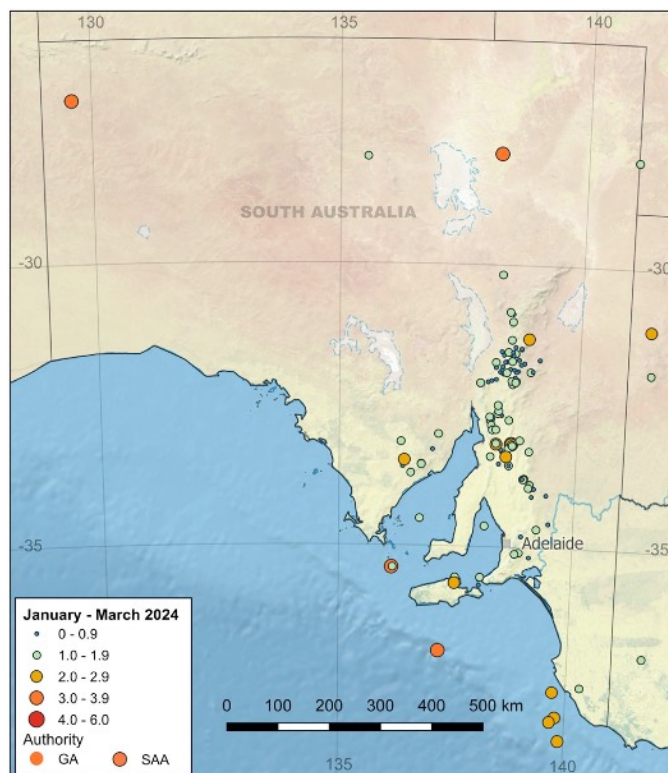 130
135
140
SOUTH AUSTRALIA
-30
-30
-35
-35
Adelaide
January - March 2024
0 - 0.9
1.0 - 1.9
2.0 - 2.9
3.0 - 3.9
4.0 - 6.0
Authority
GA SAA
0 100 200 300 400 500 km
135
140